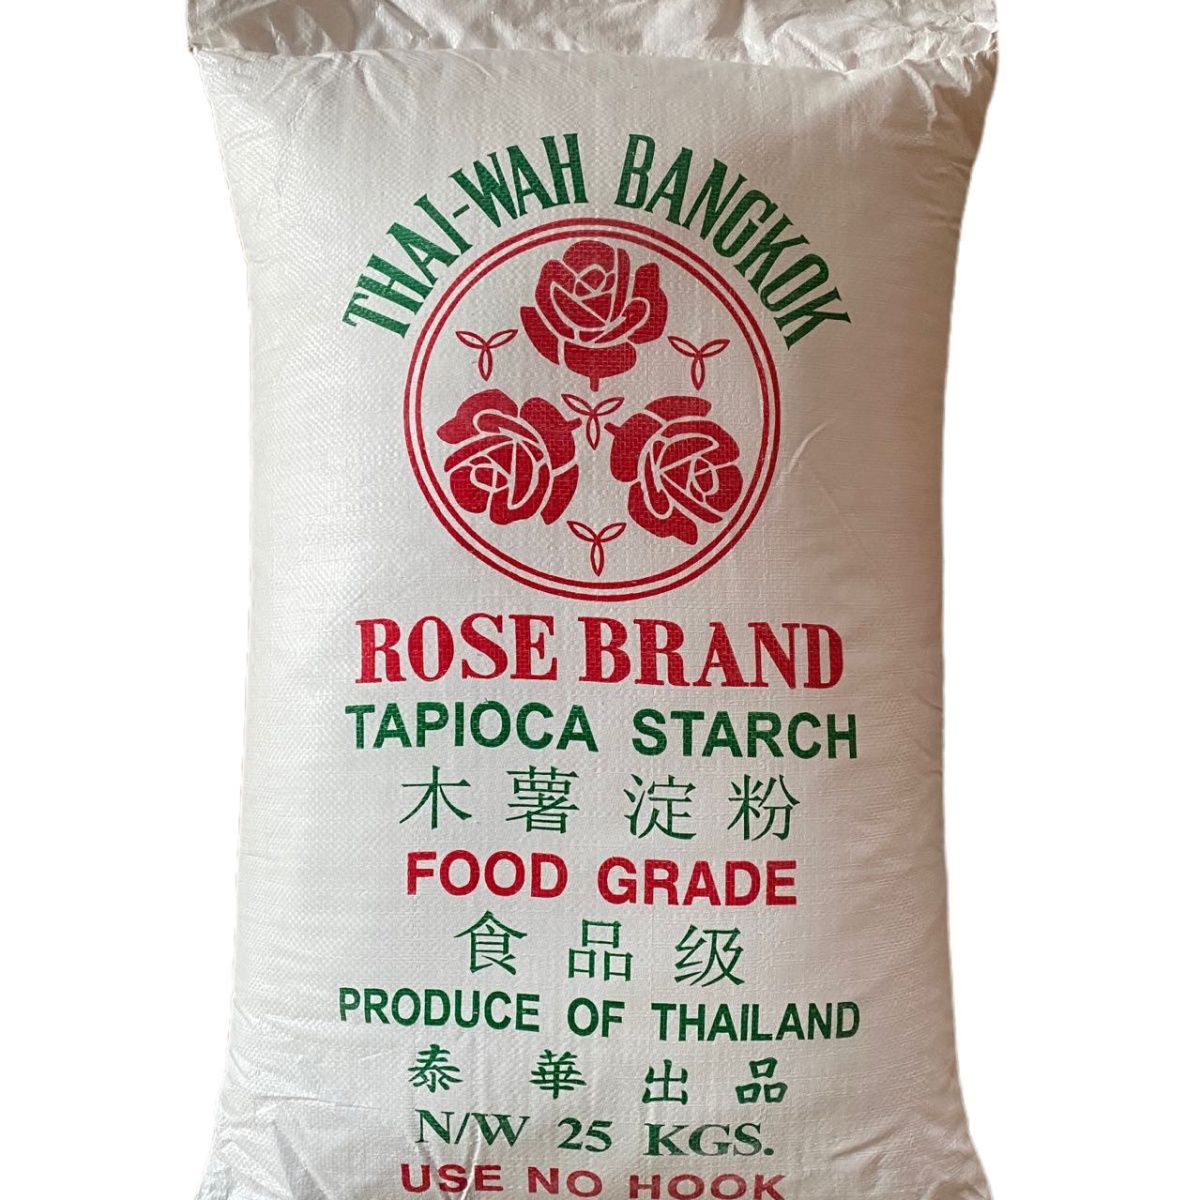 THAI-WAH BANGKOK
ROSE BRAND
TAPIOCA STARCH
木薯淀粉
FOOD GRADE
食品级
PRODUCE OF THAILAND
泰華出品
N/W 25 KGS.
USE NO HOOK